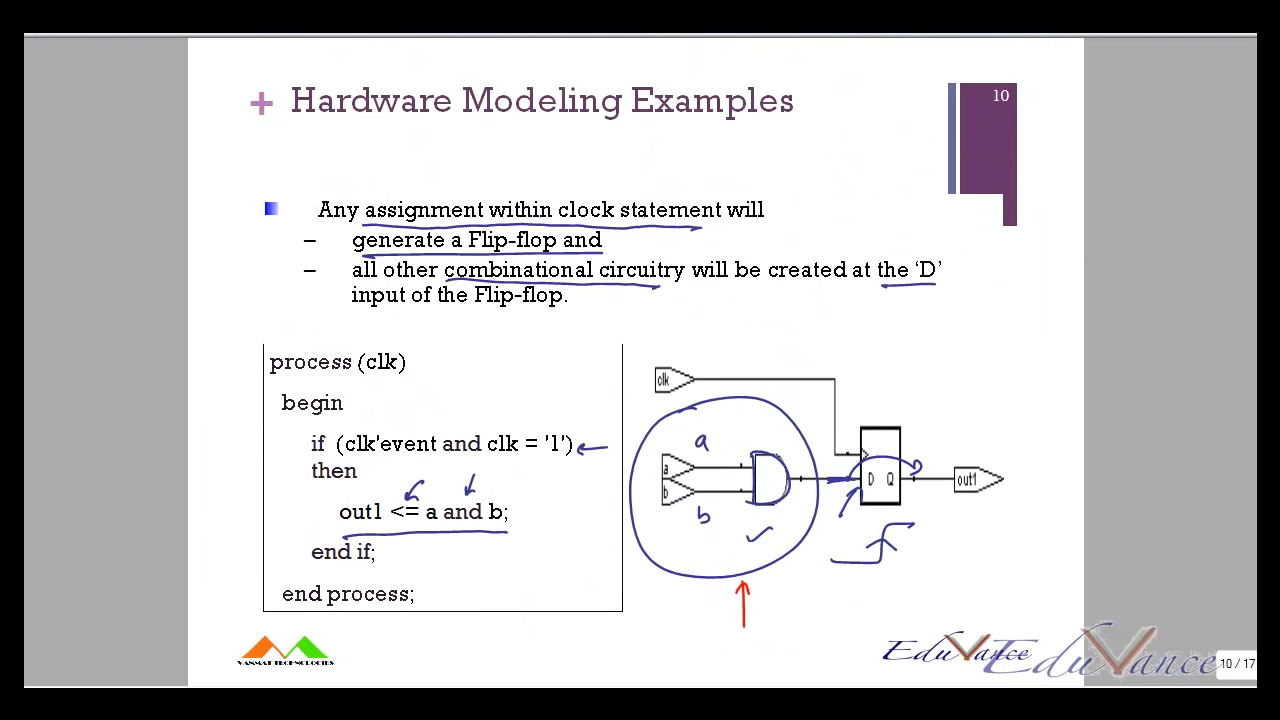 + Hardware Modeling Examples
10
Any assignment within clock statement will
– generate a Flip-flop and
– all other combinational circuitry will be created at the ‘D’
input of the Flip-flop.
process (clk)
begin
if (clk'event and clk = '1')
then
out1 <= a and b;
end if;
end process;
clk
a
a
b
b
D Q
out1
VANMAT TECHNOLOGIES
EduVance
EduVance
10 / 17